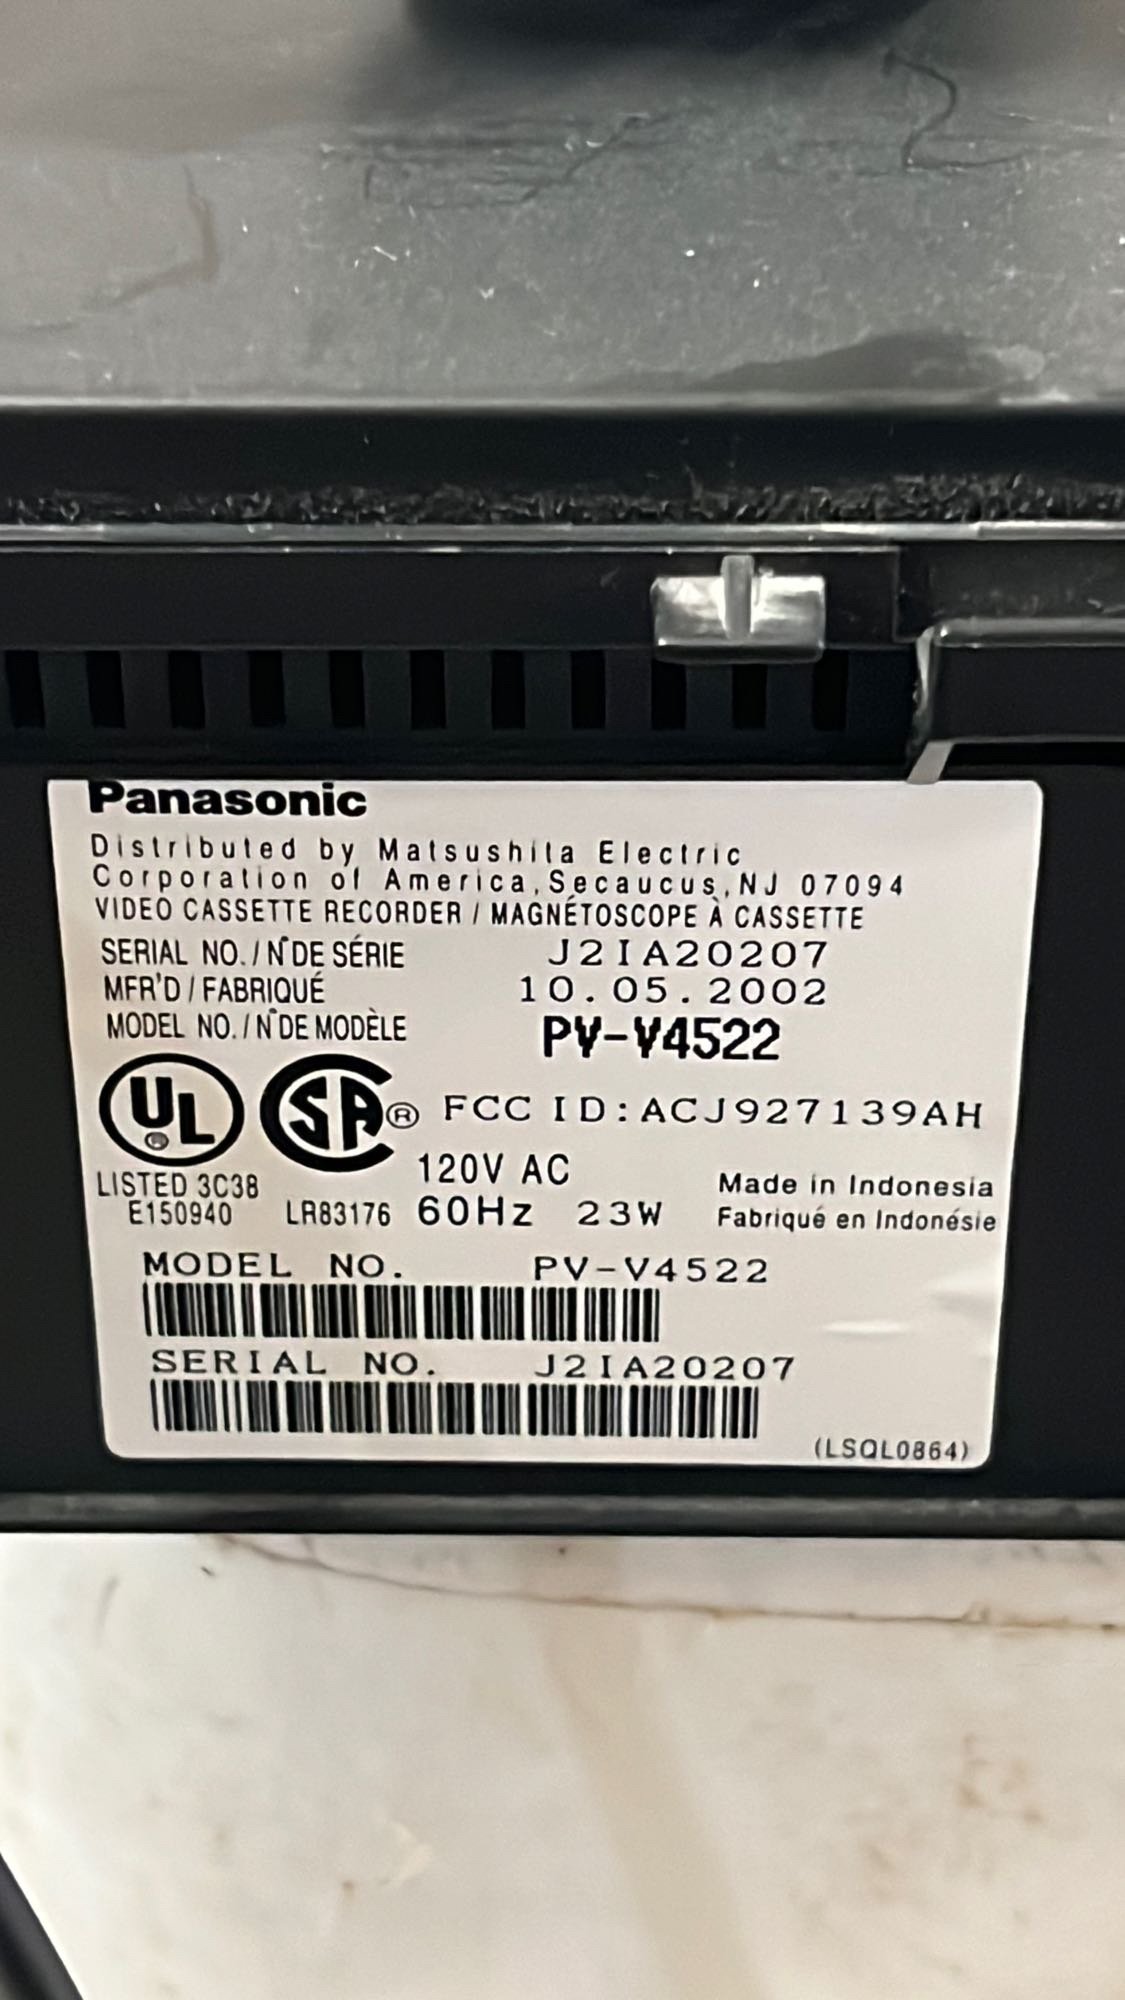 Panasonic
Distributed by Matsushita Electric
Corporation of America, Secaucus, NJ 07094
VIDEO CASSETTE RECORDER / MAGNÉTOSCOPE À CASSETTE
SERIAL NO. / N° DE SÉRIE J2IA20207
MFR'D / FABRIQUÉ 10.05.2002
MODEL NO. / N° DE MODÈLE PV-V4522
UL® SA® FCC ID:ACJ927139AH
LISTED 3C38 120V AC Made in Indonesia
E150940 LR83176 60Hz 23W Fabriqué en Indonésie
MODEL NO. PV-V4522
SERIAL NO. J2IA20207
(LSQL0864)